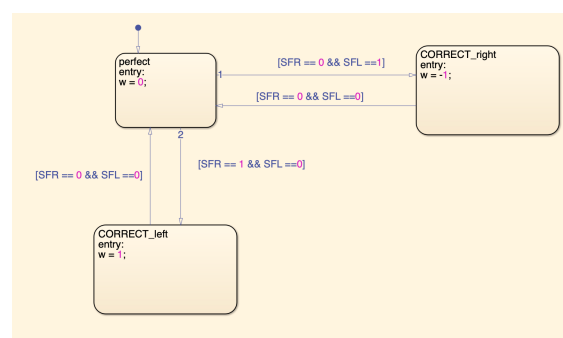 perfect
entry:
w = 0;
1
[SFR == 0 && SFL ==1]
CORRECT_right
entry:
w = -1;
[SFR == 0 && SFL ==0]
2
[SFR == 0 && SFL ==0]
[SFR == 1 && SFL ==0]
CORRECT_left
entry:
w = 1;